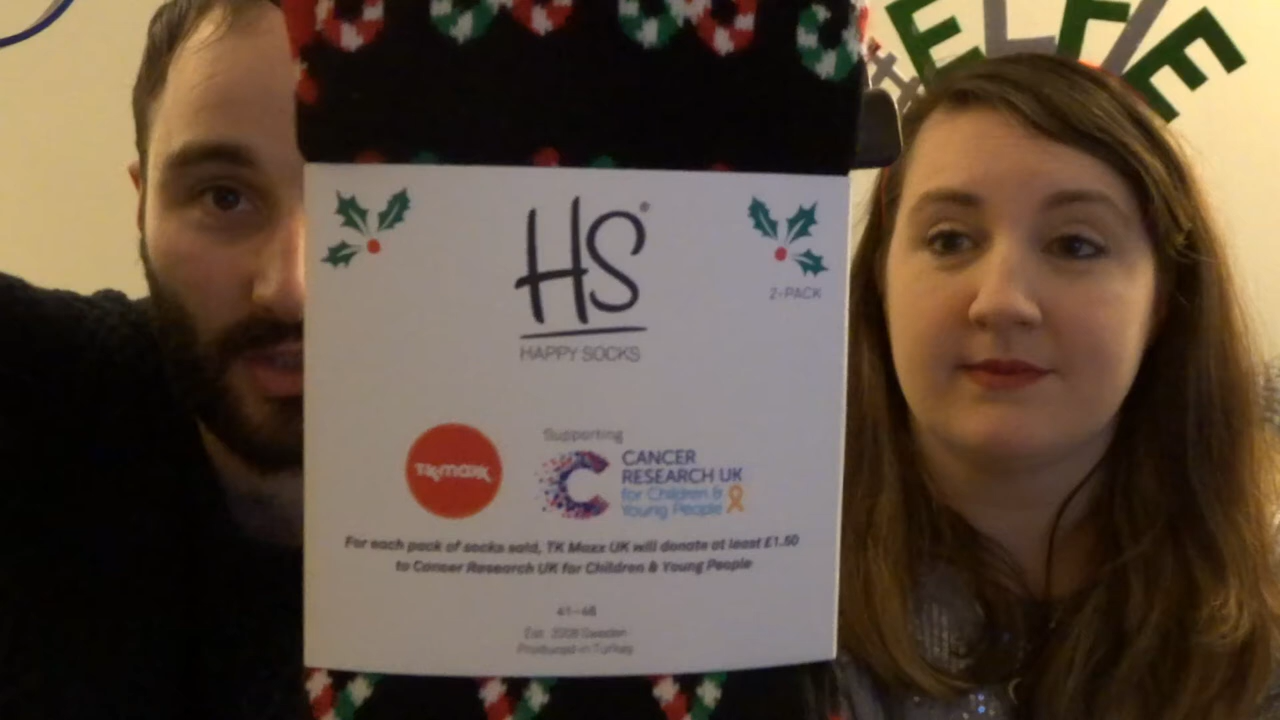 #ELFIE
HS®
2-PACK
HAPPY SOCKS
Supporting
TK maxx
CANCER
RESEARCH UK
for Children &
Young People
For each pack of socks sold, TK Maxx UK will donate at least £1.50
to Cancer Research UK for Children & Young People
41-46
Est. 2008 Sweden
Produced in Turkey